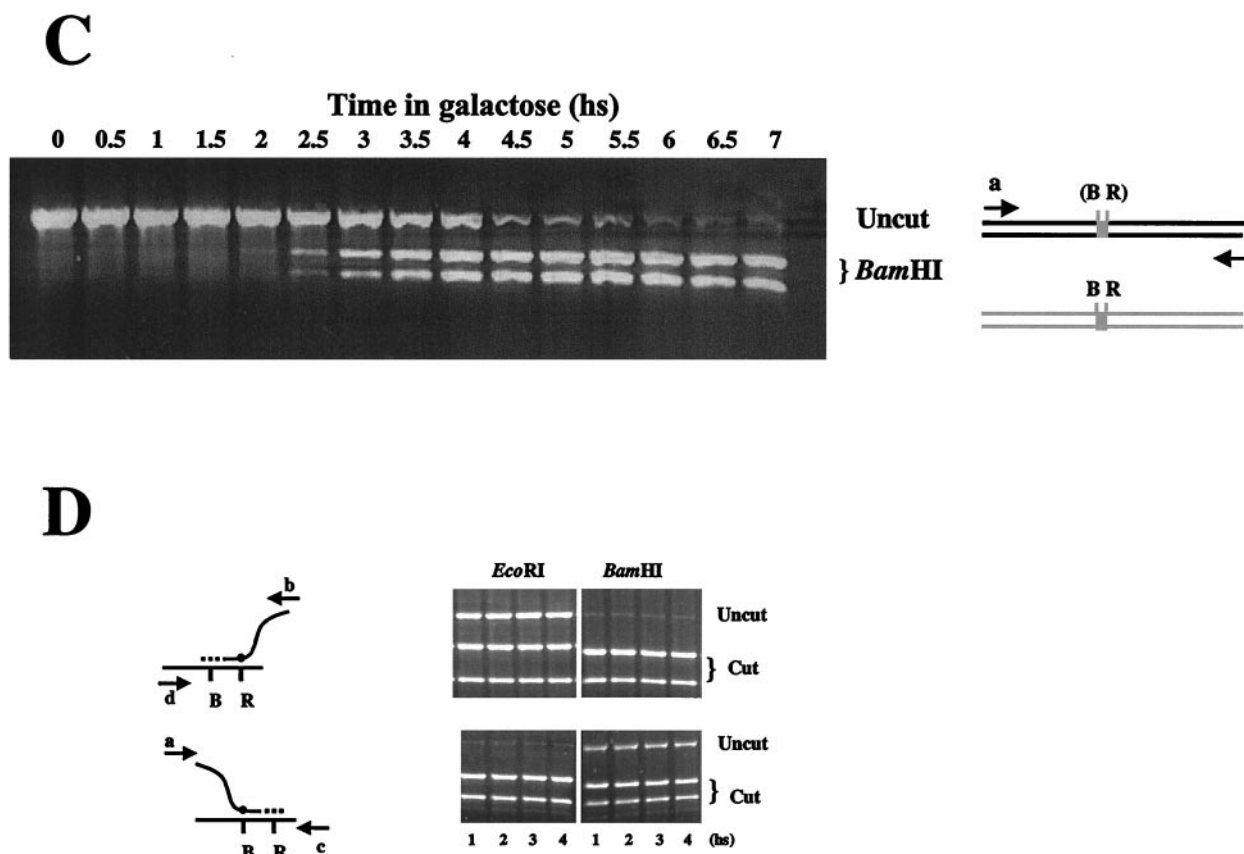 C
Time in galactose (hs)
0 0.5 1 1.5 2 2.5 3 3.5 4 4.5 5 5.5 6 6.5 7
Uncut
} BamHI
a
(B R)
B R
D
b
d
B R
a
B R
c
EcoRI BamHI
Uncut
} Cut
Uncut
} Cut
1 2 3 4 1 2 3 4 (hs)